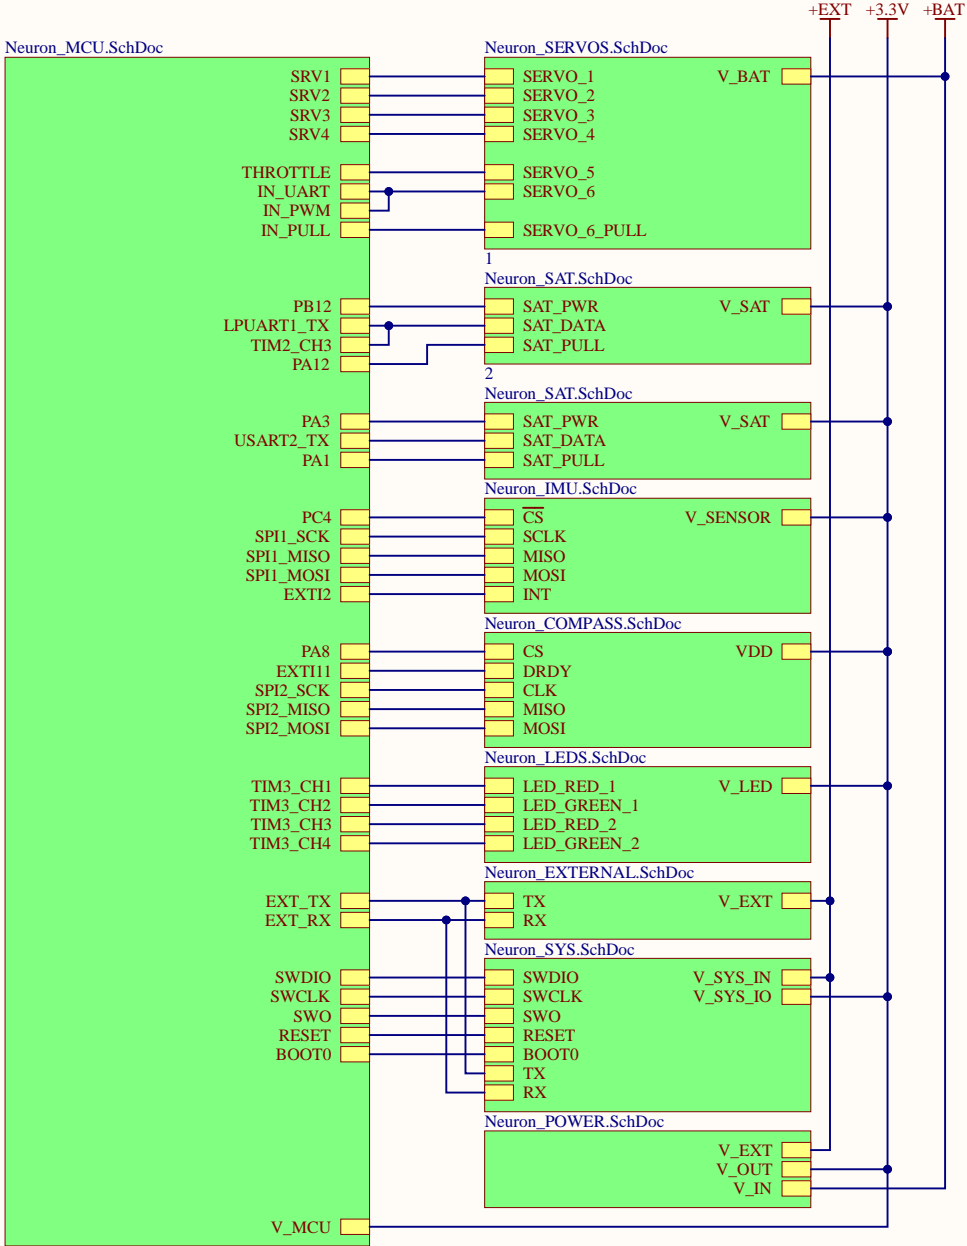 +EXT +3.3V +BAT
Neuron_MCU.SchDoc Neuron_SERVOS.SchDoc
SRV1 SERVO_1 V_BAT
SRV2 SERVO_2
SRV3 SERVO_3
SRV4 SERVO_4
THROTTLE SERVO_5
IN_UART SERVO_6
IN_PWM
IN_PULL SERVO_6_PULL
1
Neuron_SAT.SchDoc
PB12 SAT_PWR V_SAT
LPUART1_TX SAT_DATA
TIM2_CH3 SAT_PULL
PA12
2
Neuron_SAT.SchDoc
PA3 SAT_PWR V_SAT
USART2_TX SAT_DATA
PA1 SAT_PULL
Neuron_IMU.SchDoc
PC4 CS V_SENSOR
SPI1_SCK SCLK
SPI1_MISO MISO
SPI1_MOSI MOSI
EXTI2 INT
Neuron_COMPASS.SchDoc
PA8 CS VDD
EXTI11 DRDY
SPI2_SCK CLK
SPI2_MISO MISO
SPI2_MOSI MOSI
Neuron_LEDS.SchDoc
TIM3_CH1 LED_RED_1 V_LED
TIM3_CH2 LED_GREEN_1
TIM3_CH3 LED_RED_2
TIM3_CH4 LED_GREEN_2
Neuron_EXTERNAL.SchDoc
EXT_TX TX V_EXT
EXT_RX RX
Neuron_SYS.SchDoc
SWDIO SWDIO V_SYS_IN
SWCLK SWCLK V_SYS_IO
SWO SWO
RESET RESET
BOOT0 BOOT0
TX
RX
Neuron_POWER.SchDoc
V_EXT
V_OUT
V_IN
V_MCU